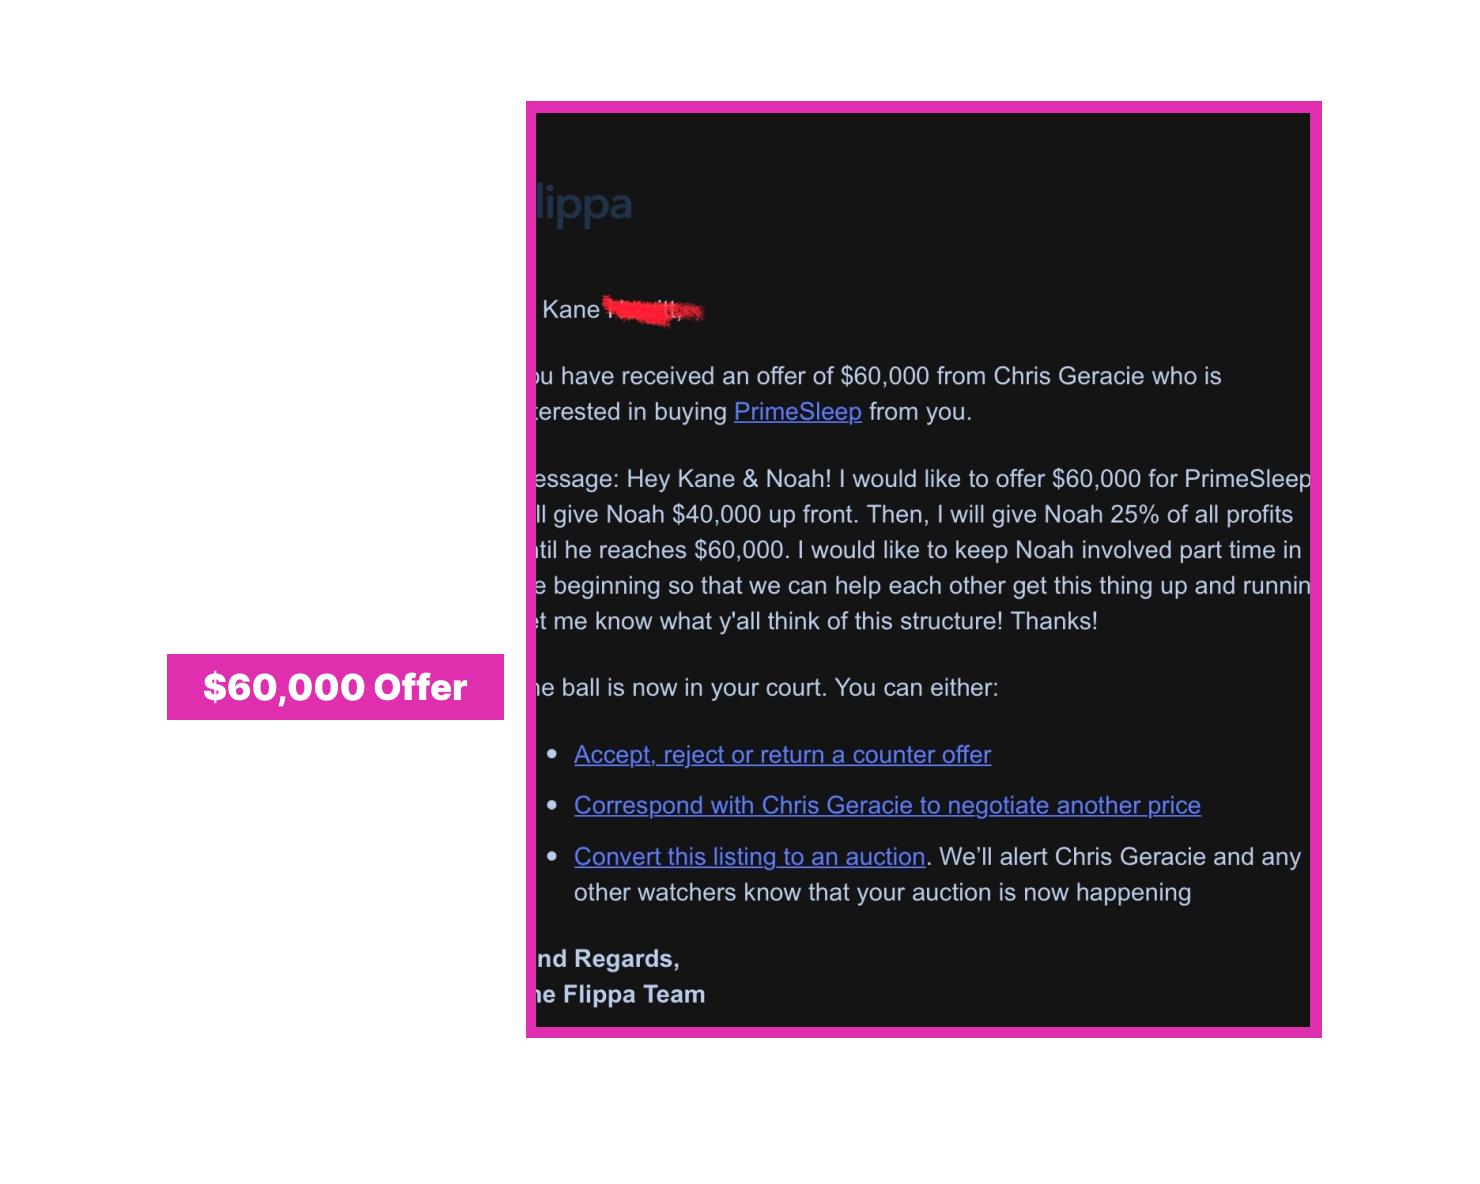 lippa
Kane
ou have received an offer of $60,000 from Chris Geracie who is
terested in buying PrimeSleep from you.
essage: Hey Kane & Noah! I would like to offer $60,000 for PrimeSleep
ll give Noah $40,000 up front. Then, I will give Noah 25% of all profits
til he reaches $60,000. I would like to keep Noah involved part time in
e beginning so that we can help each other get this thing up and runnin
et me know what y'all think of this structure! Thanks!
$60,000 Offer
he ball is now in your court. You can either:
• Accept, reject or return a counter offer
• Correspond with Chris Geracie to negotiate another price
• Convert this listing to an auction. We’ll alert Chris Geracie and any
other watchers know that your auction is now happening
nd Regards,
he Flippa Team